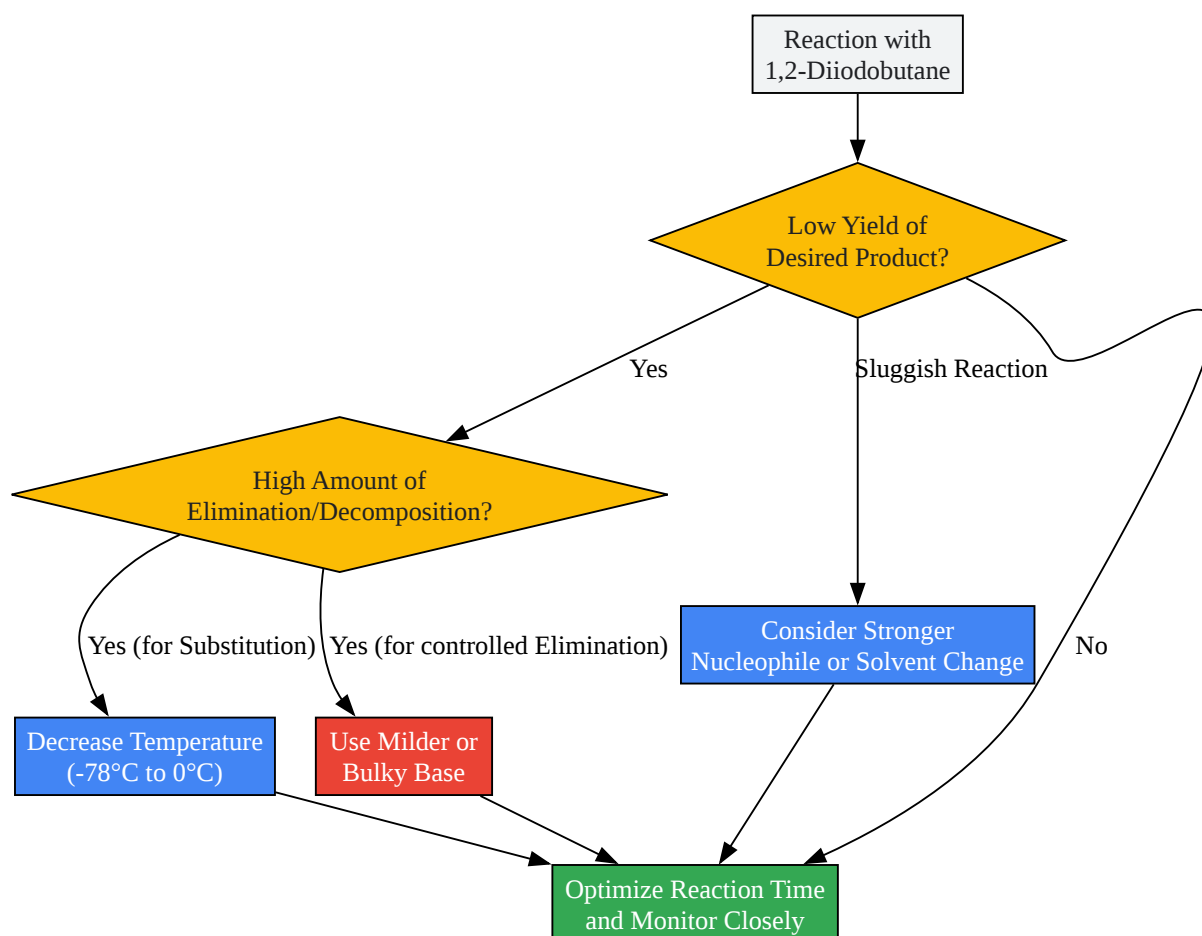 Reaction with
1,2-Diiodobutane
Low Yield of
Desired Product?
Yes
Sluggish Reaction
High Amount of
Elimination/Decomposition?
Yes (for Substitution)
Yes (for controlled Elimination)
Consider Stronger
Nucleophile or Solvent Change
No
Decrease Temperature
(-78°C to 0°C)
Use Milder or
Bulky Base
Optimize Reaction Time
and Monitor Closely